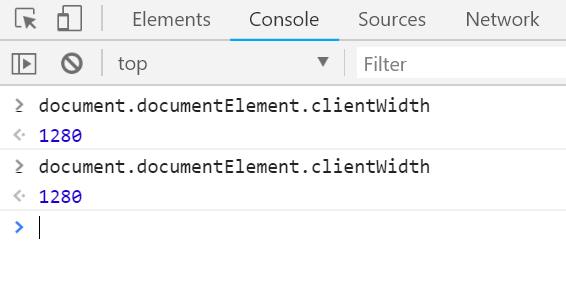 Elements Console Sources Network
top Filter
> document.documentElement.clientWidth
< 1280
> document.documentElement.clientWidth
< 1280
>